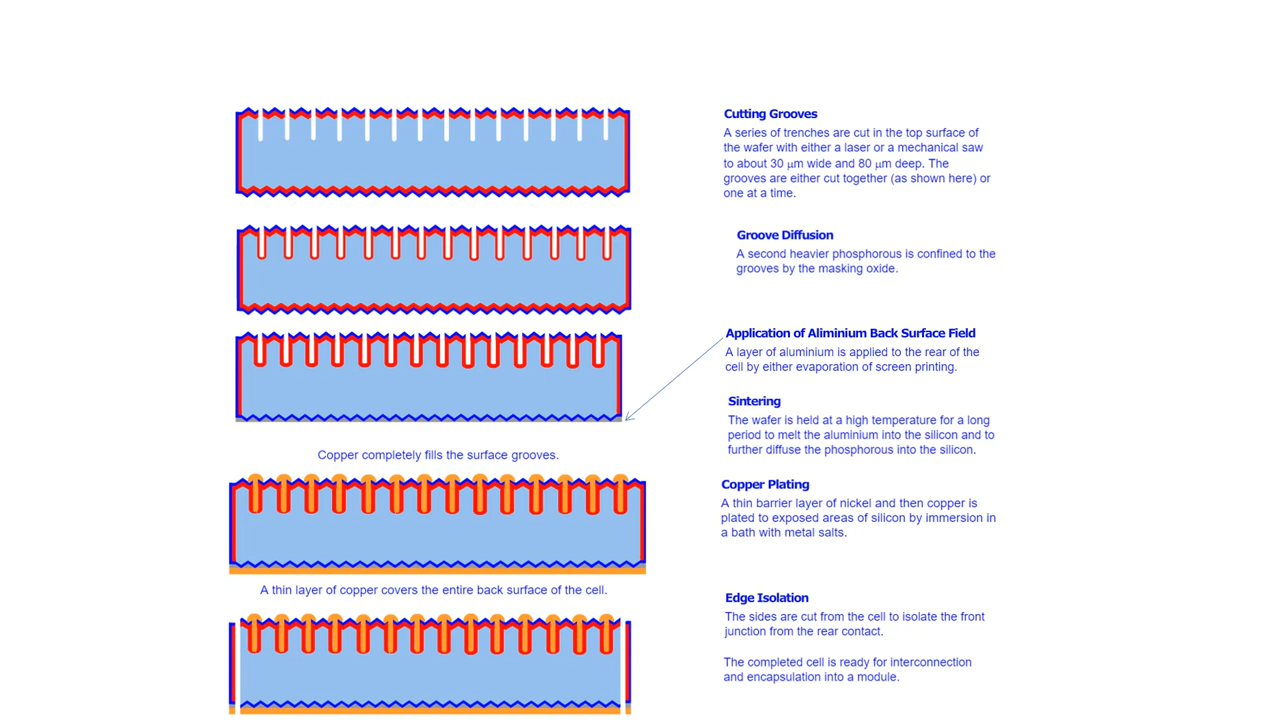 Cutting Grooves
A series of trenches are cut in the top surface of
the wafer with either a laser or a mechanical saw
to about 30 μm wide and 80 μm deep. The
grooves are either cut together (as shown here) or
one at a time.
Groove Diffusion
A second heavier phosphorous is confined to the
grooves by the masking oxide.
Application of Aliminium Back Surface Field
A layer of aluminium is applied to the rear of the
cell by either evaporation of screen printing.
Sintering
The wafer is held at a high temperature for a long
period to melt the aluminium into the silicon and to
further diffuse the phosphorous into the silicon.
Copper completely fills the surface grooves.
Copper Plating
A thin barrier layer of nickel and then copper is
plated to exposed areas of silicon by immersion in
a bath with metal salts.
A thin layer of copper covers the entire back surface of the cell.
Edge Isolation
The sides are cut from the cell to isolate the front
junction from the rear contact.
The completed cell is ready for interconnection
and encapsulation into a module.